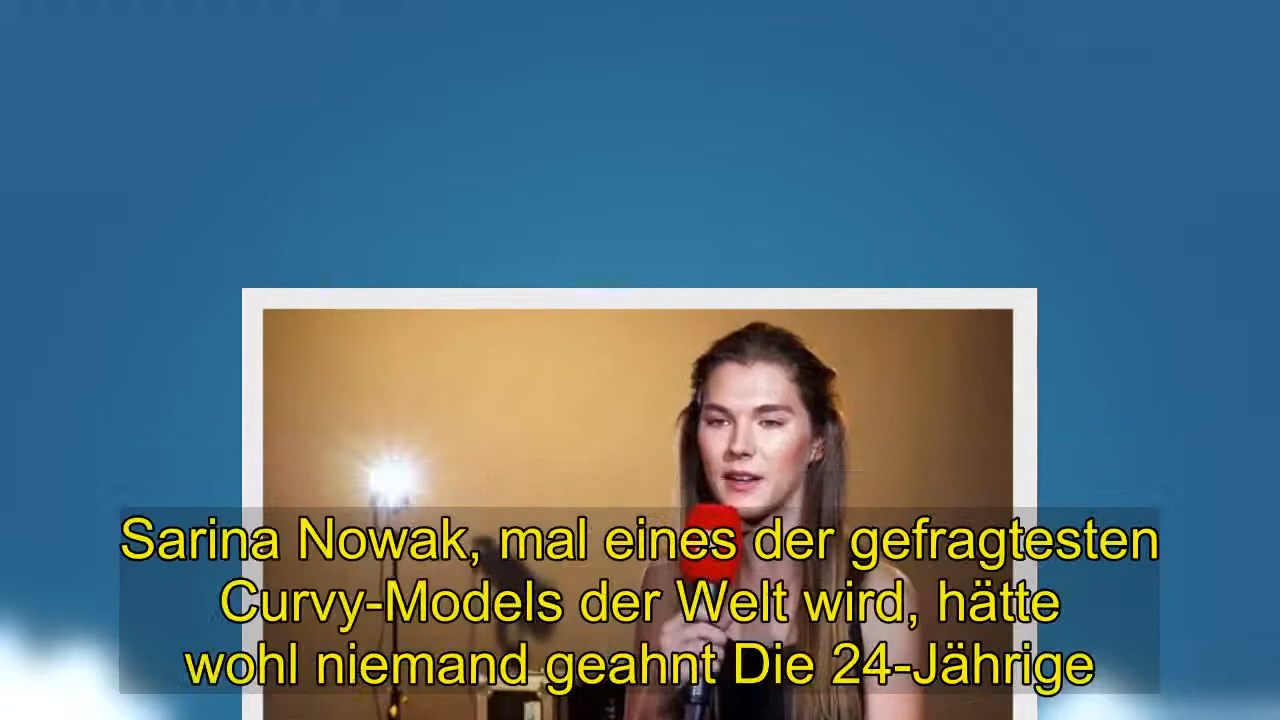 Sarina Nowak, mal eines der gefragtesten
Curvy-Models der Welt wird, hätte
wohl niemand geahnt Die 24-Jährige